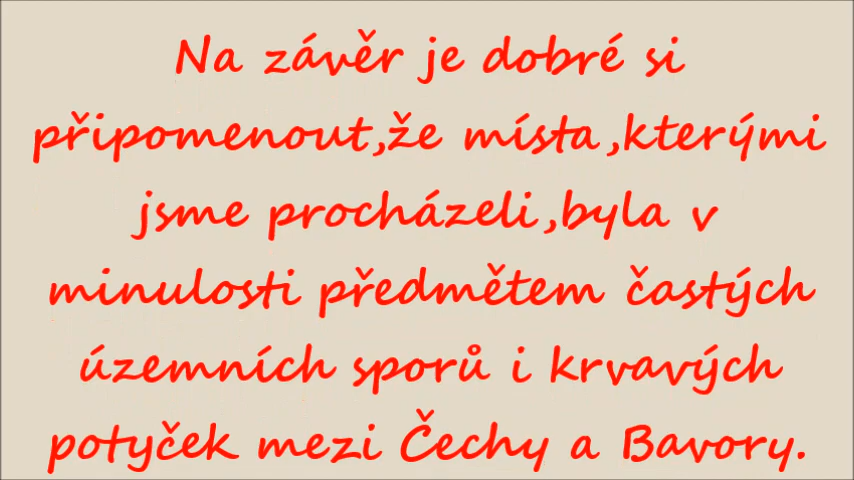 Na závěr je dobré si
připomenout,že místa,kterými
jsme procházeli,byla v
minulosti předmětem častých
územních sporů i krvavých
potyček mezi Čechy a Bavory.